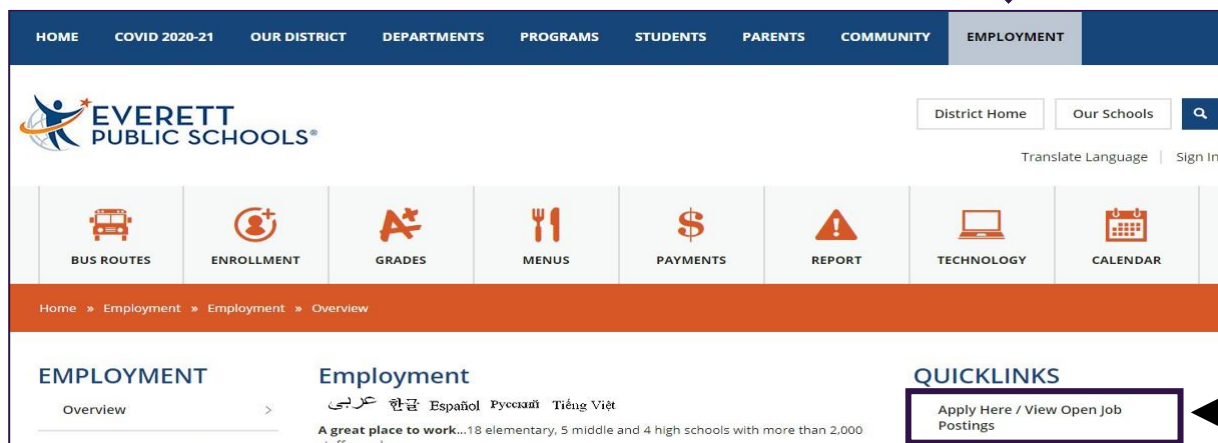 HOME COVID 2020-21 OUR DISTRICT DEPARTMENTS PROGRAMS STUDENTS PARENTS COMMUNITY EMPLOYMENT
EVERETT
PUBLIC SCHOOLS®
District Home Our Schools
Translate Language | Sign In
BUS ROUTES ENROLLMENT GRADES MENUS PAYMENTS REPORT TECHNOLOGY CALENDAR
Home » Employment » Employment » Overview
EMPLOYMENT
Overview >
Employment
عربى 한글 Español Русский Tiếng Việt
A great place to work...18 elementary, 5 middle and 4 high schools with more than 2,000
QUICKLINKS
Apply Here / View Open Job
Postings